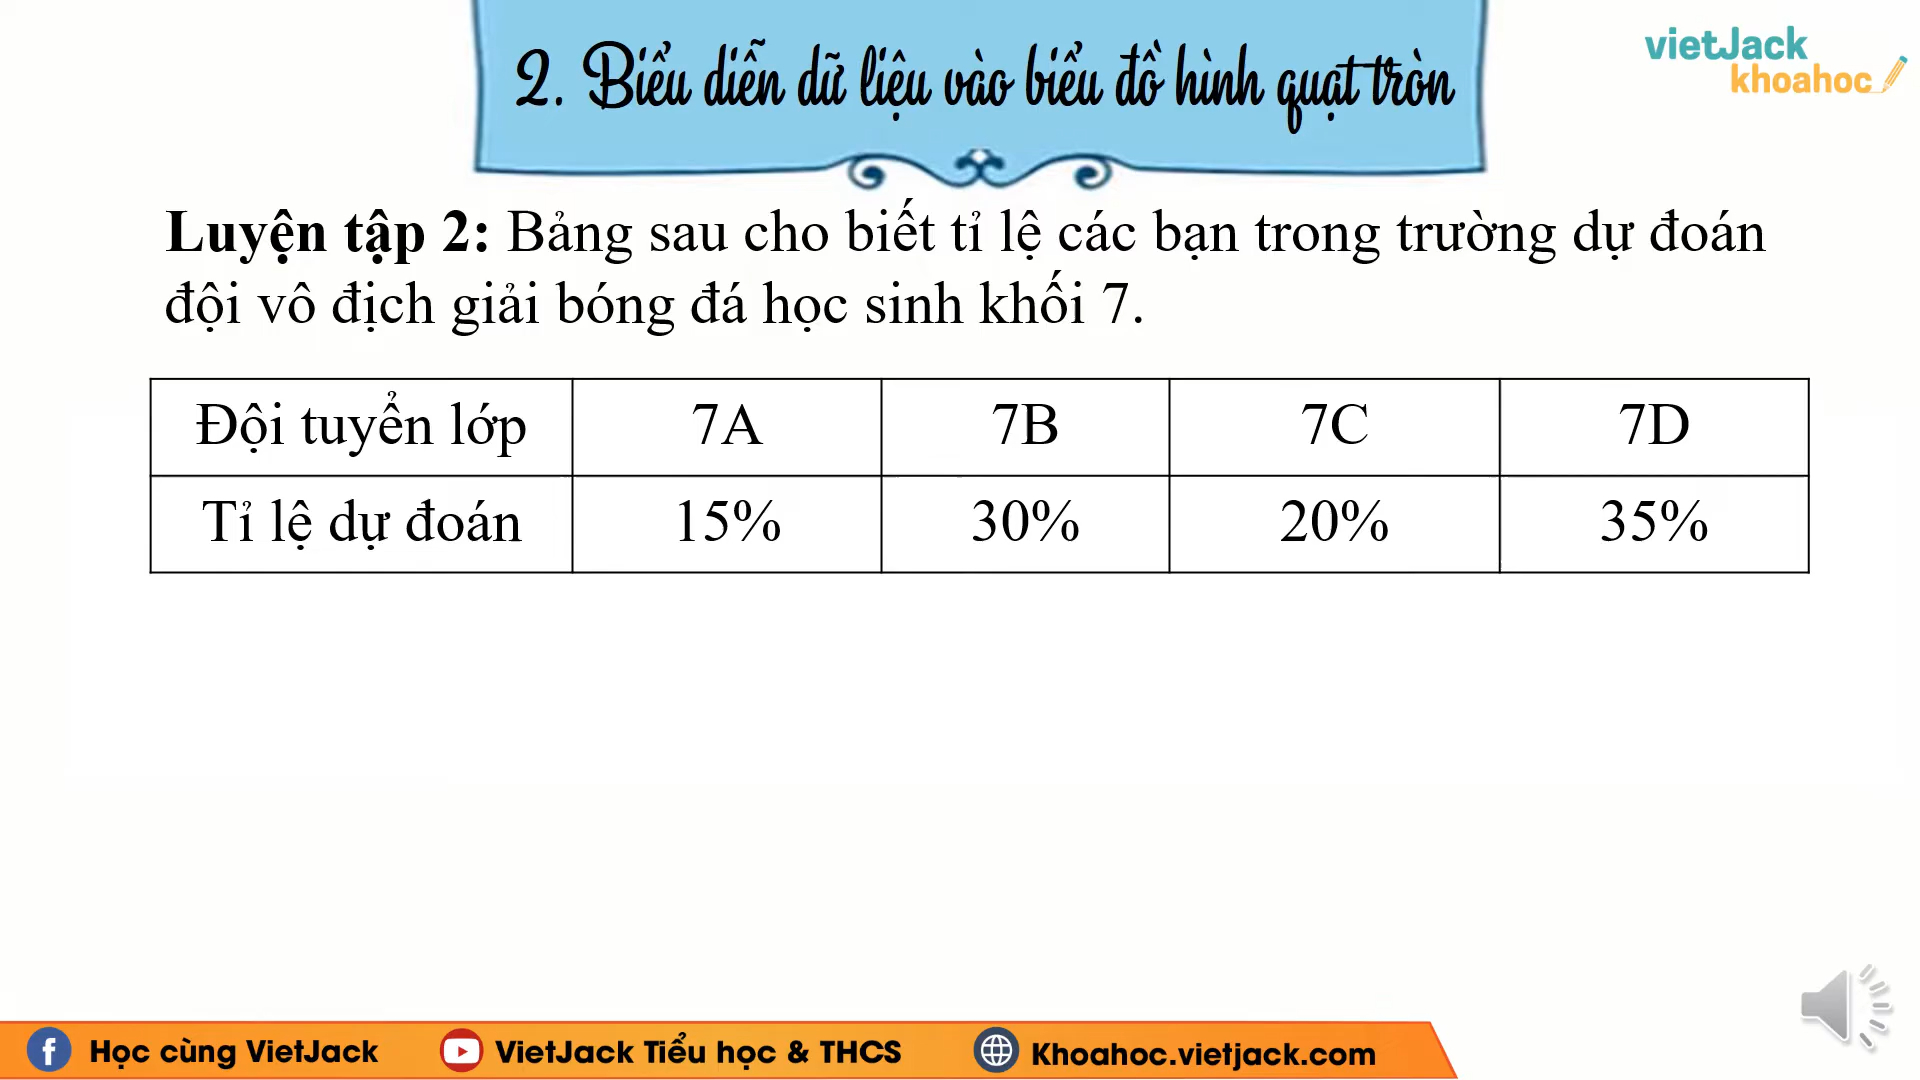 2. Biểu diễn dữ liệu vào biểu đồ hình quạt tròn
vietJack
khoahoc
Luyện tập 2: Bảng sau cho biết tỉ lệ các bạn trong trường dự đoán
đội vô địch giải bóng đá học sinh khối 7.
Đội tuyển lớp 7A 7B 7C 7D
Tỉ lệ dự đoán 15% 30% 20% 35%
Học cùng VietJack VietJack Tiểu học & THCS Khoahoc.vietjack.com